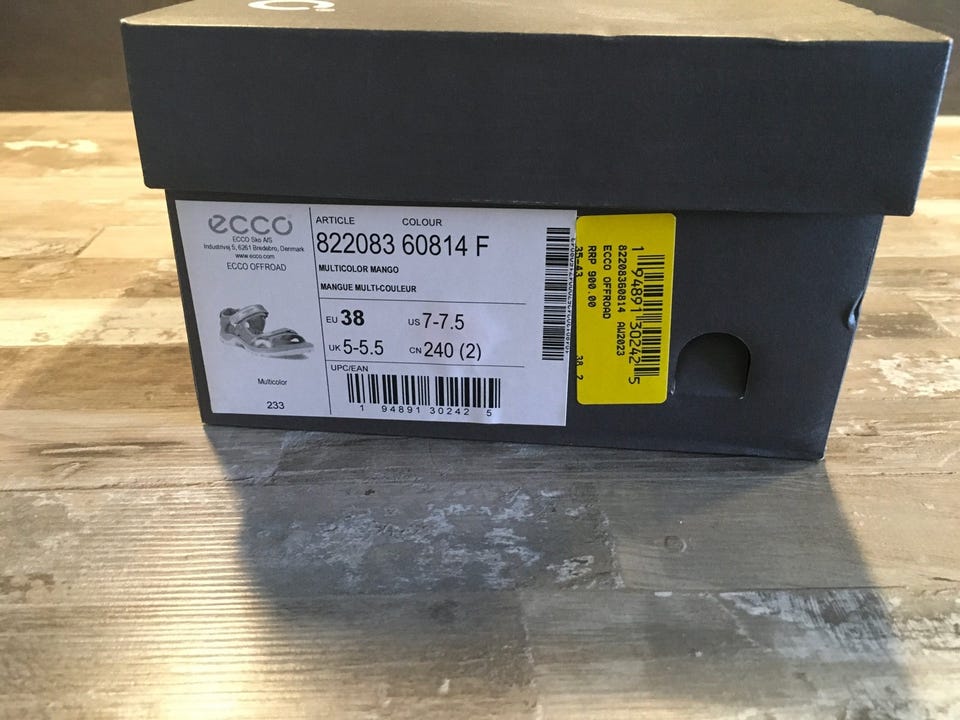 ecco
ECCO Sko A/S
Industrivej 5, 6261 Bredebro, Denmark
www.ecco.com
ECCO OFFROAD
Multicolor
233
ARTICLE COLOUR
822083 60814 F
MULTICOLOR MANGO
MANGUE MULTI-COULEUR
EU 38 US 7-7.5
UK 5-5.5 CN 240 (2)
UPC/EAN
1 94891 30242 5
1 94891 30242 5
82208360814 AW2023
ECCO OFFROAD
RRP 900.00
35-43 38 2